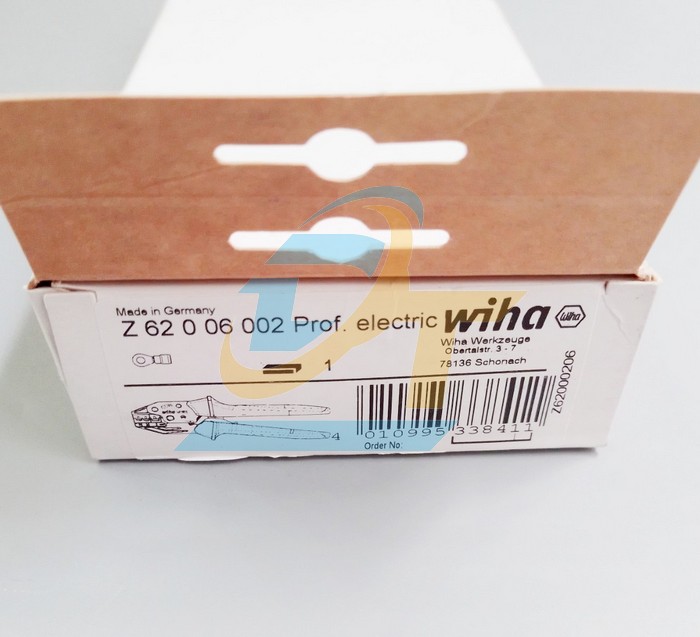 Made in Germany
Z 62 0 06 002 Prof. electric
wiha
wiha
Wiha Werkzeuge
Obertalstr. 3 - 7
78136 Schonach
1
4
010995 338411
Order No:
Z62000206